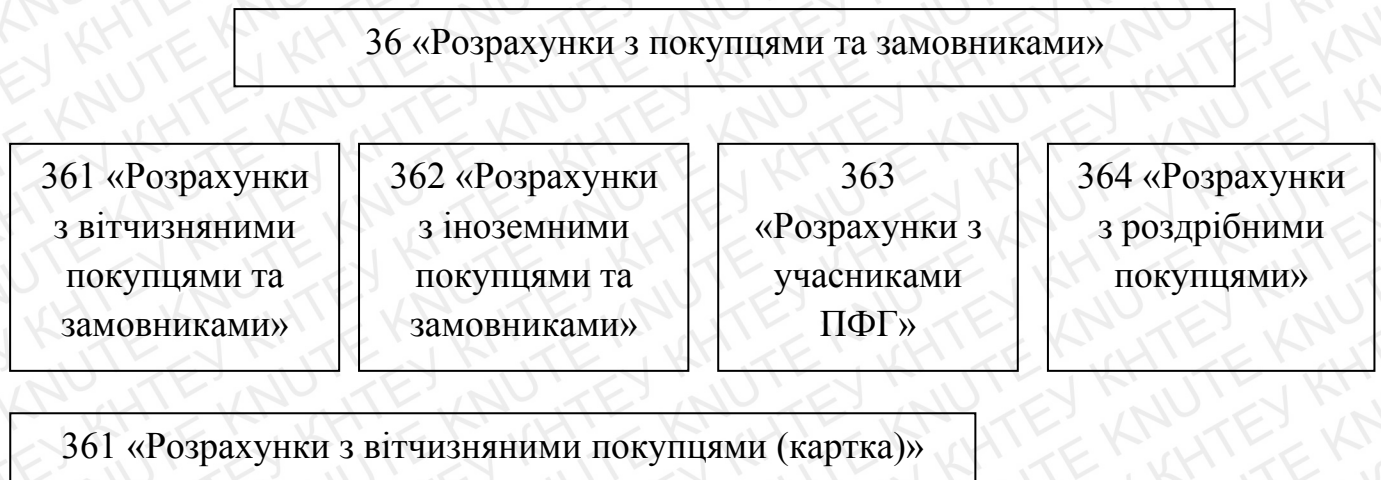 36 «Розрахунки з покупцями та замовниками»
361 «Розрахунки
з вітчизняними
покупцями та
замовниками»
362 «Розрахунки
з іноземними
покупцями та
замовниками»
363
«Розрахунки з
учасниками
ПФГ»
364 «Розрахунки
з роздрібними
покупцями»
361 «Розрахунки з вітчизняними покупцями (картка)»